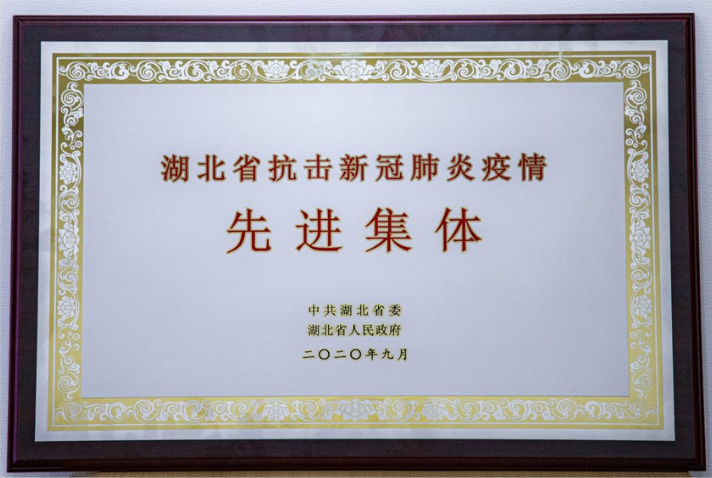 湖北省抗击新冠肺炎疫情
先进集体
中共湖北省委
湖北省人民政府
二〇二〇年九月